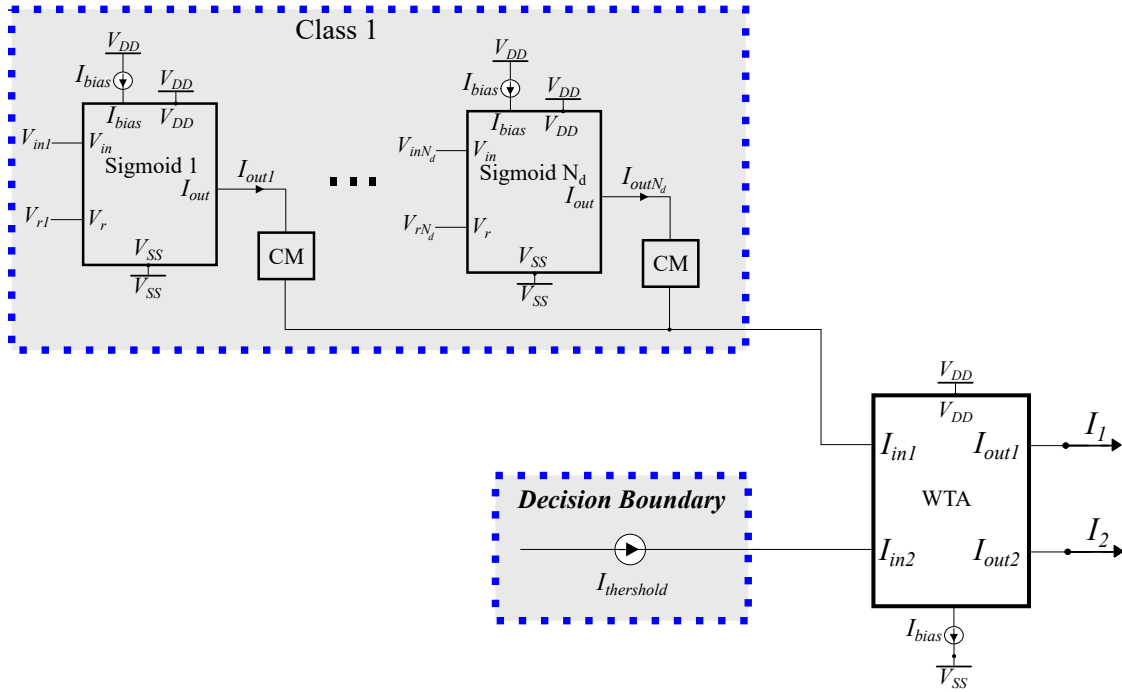 Class 1
V_DD
I_bias
V_DD
I_bias
V_DD
V_in1
V_in
Sigmoid 1
I_out
I_out1
V_r1
V_r
V_SS
V_SS
CM
V_DD
I_bias
V_DD
I_bias
V_DD
V_inN_d
V_in
Sigmoid N_d
I_out
I_outN_d
V_rN_d
V_r
V_SS
V_SS
CM
Decision Boundary
I_thershold
V_DD
V_DD
I_in1
I_out1
I_1
WTA
I_in2
I_out2
I_2
I_bias
V_SS